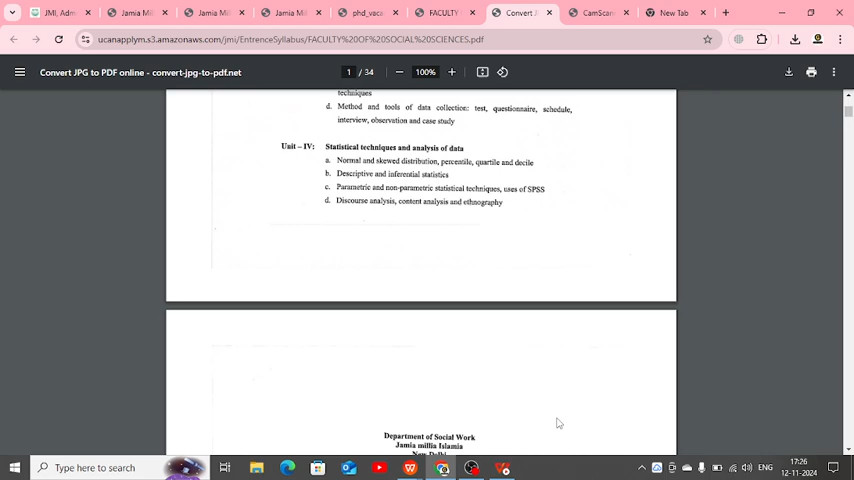 JMI, Adm
Jamia Mil
Jamia Mil
Jamia Mil
phd_vaca
FACULTY
Convert J
CamScan
New Tab
ucanapplym.s3.amazonaws.com/jmi/EntrenceSyllabus/FACULTY%20OF%20SOCIAL%20SCIENCES.pdf
Convert JPG to PDF online - convert-jpg-to-pdf.net
1 / 34
100%
techniques
d. Method and tools of data collection: test, questionnaire, schedule,
interview, observation and case study
Unit – IV: Statistical techniques and analysis of data
a. Normal and skewed distribution, percentile, quartile and decile
b. Descriptive and inferential statistics
c. Parametric and non-parametric statistical techniques, uses of SPSS
d. Discourse analysis, content analysis and ethnography
Department of Social Work
Jamia millia Islamia
New Delhi
Type here to search
ENG
17:26
12-11-2024